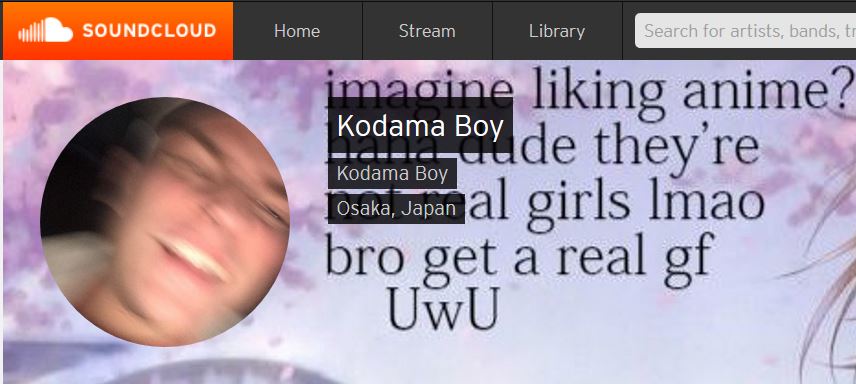 SOUNDCLOUD
Home
Stream
Library
Search for artists, bands, tr
imagine liking anime?
Kodama Boy
haha dude they're
Kodama Boy
not real girls lmao
Osaka, Japan
bro get a real gf
UwU